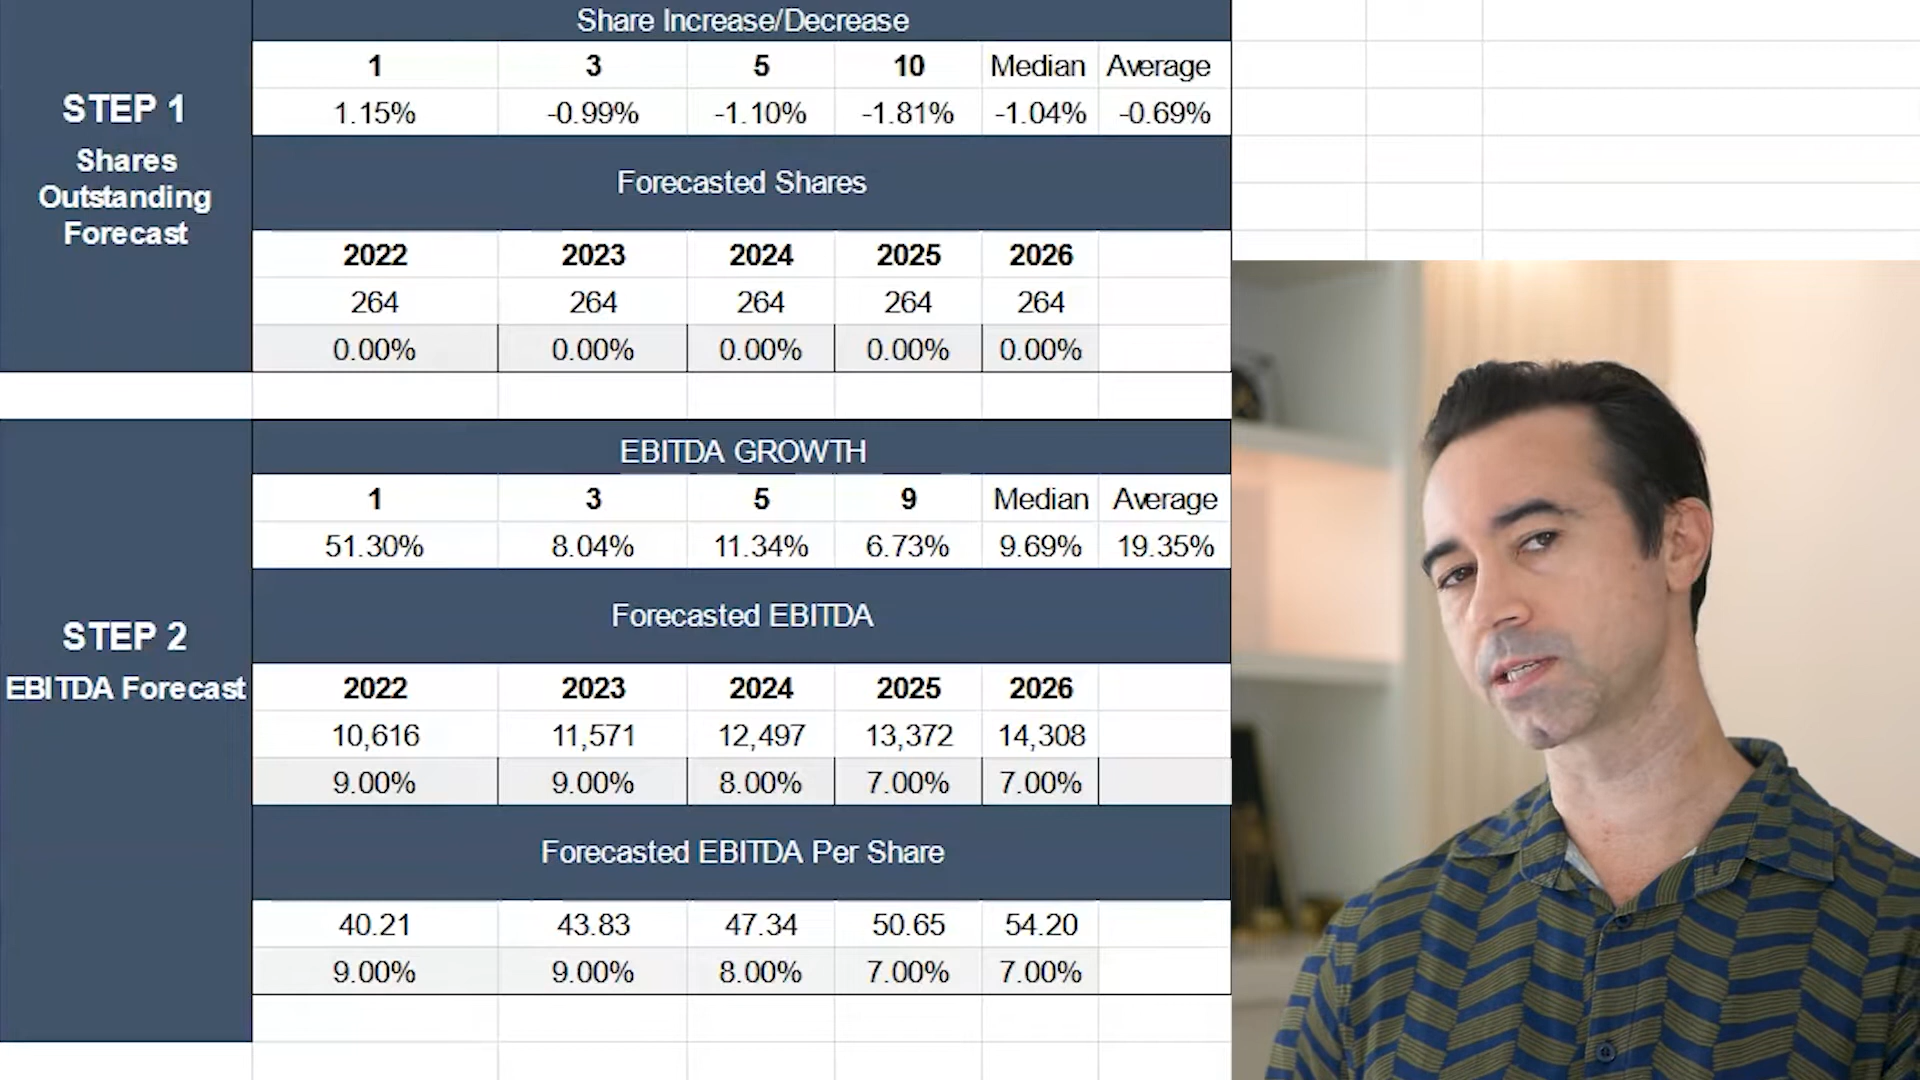 Share Increase/Decrease
1 3 5 10 Median Average
1.15% -0.99% -1.10% -1.81% -1.04% -0.69%
STEP 1
Shares
Outstanding
Forecast
Forecasted Shares
2022 2023 2024 2025 2026
264 264 264 264 264
0.00% 0.00% 0.00% 0.00% 0.00%
EBITDA GROWTH
1 3 5 9 Median Average
51.30% 8.04% 11.34% 6.73% 9.69% 19.35%
STEP 2
EBITDA Forecast
Forecasted EBITDA
2022 2023 2024 2025 2026
10,616 11,571 12,497 13,372 14,308
9.00% 9.00% 8.00% 7.00% 7.00%
Forecasted EBITDA Per Share
40.21 43.83 47.34 50.65 54.20
9.00% 9.00% 8.00% 7.00% 7.00%